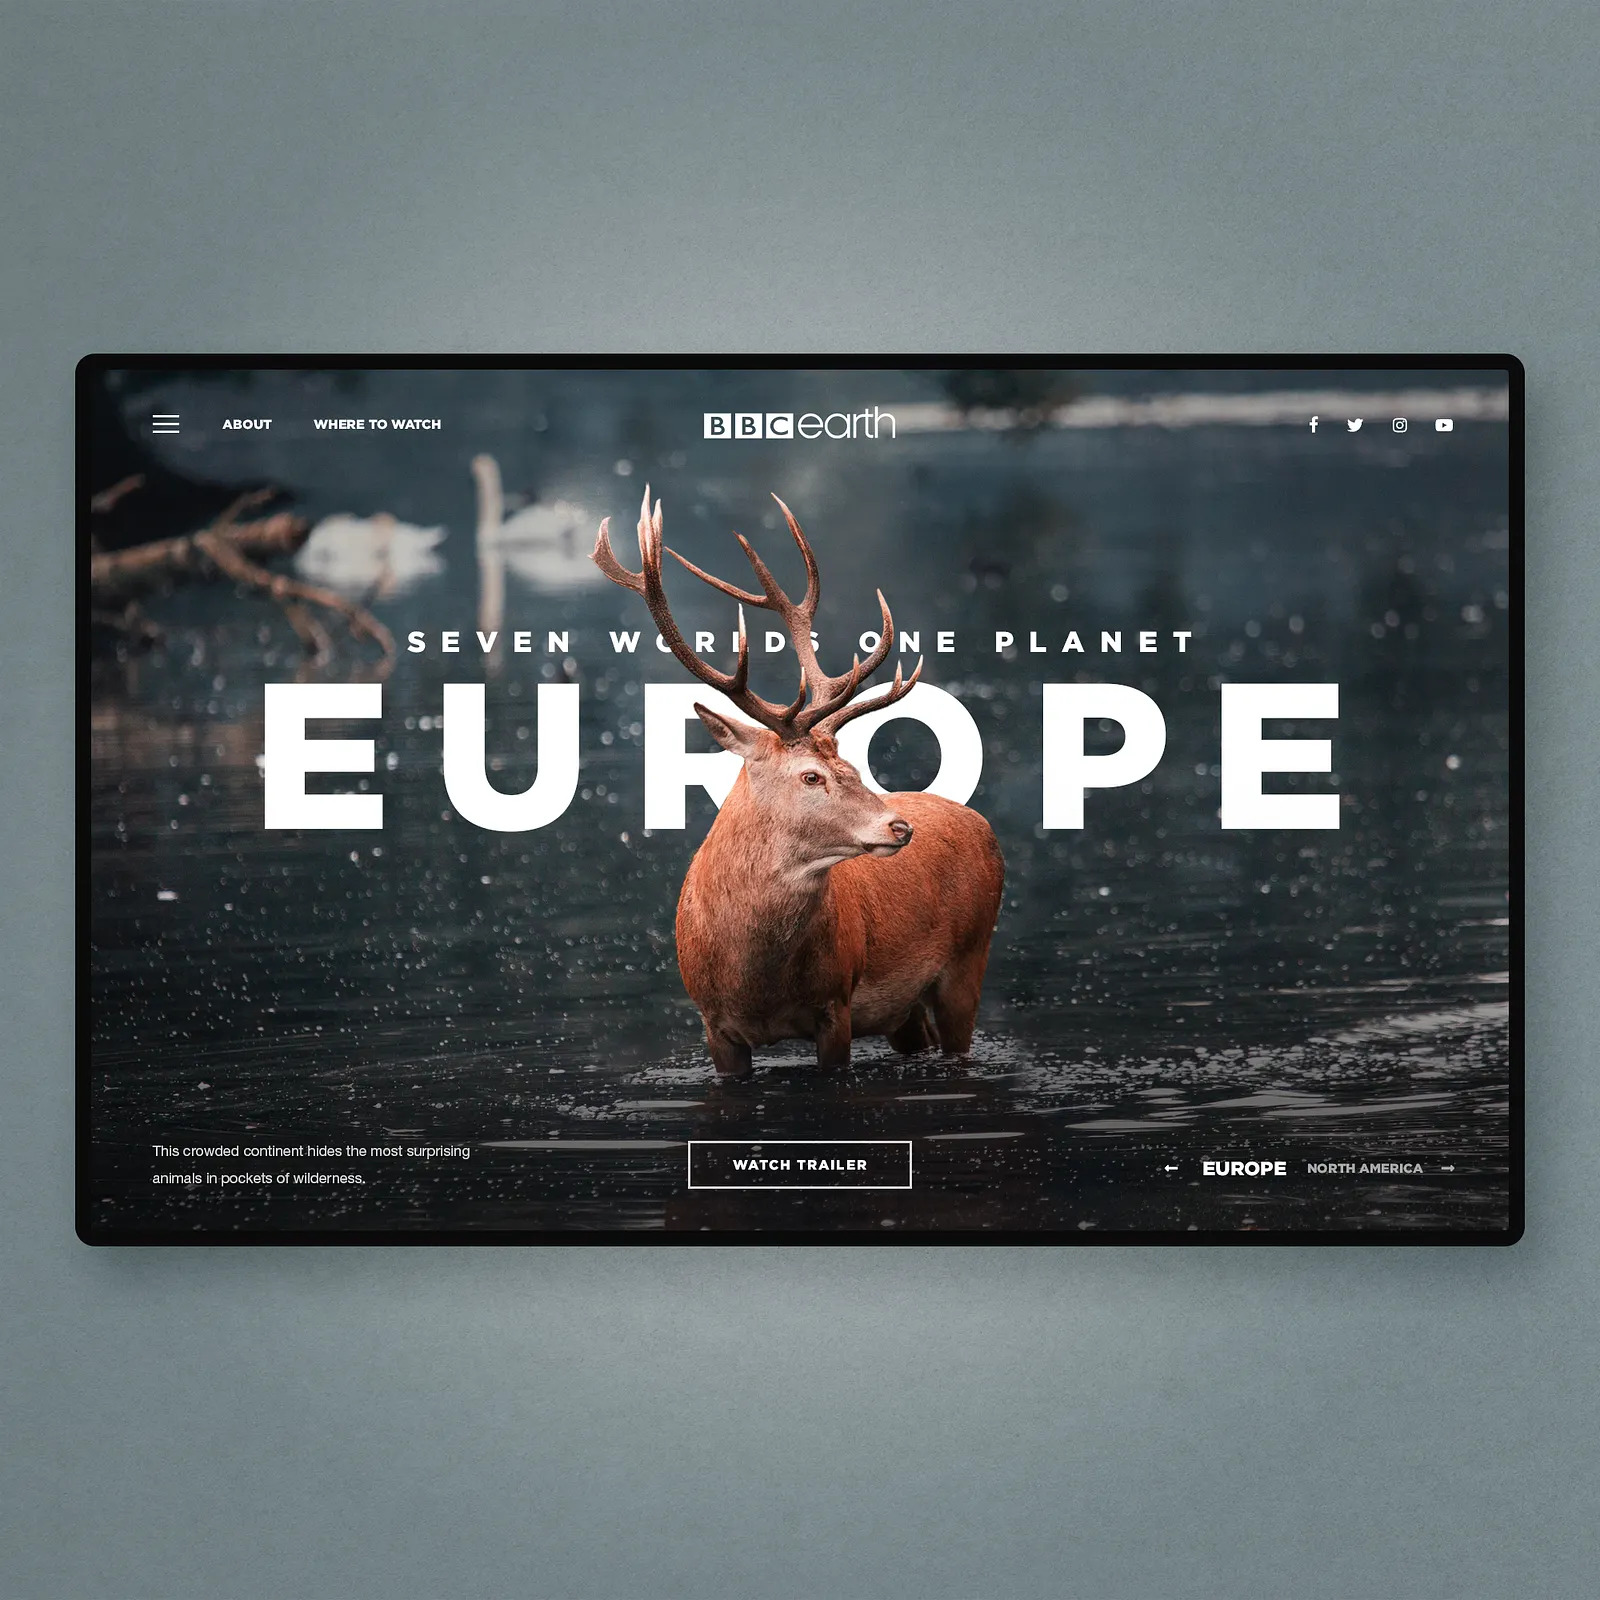 ABOUT WHERE TO WATCH
BBC earth
SEVEN WORLDS ONE PLANET
EUROPE
This crowded continent hides the most surprising
animals in pockets of wilderness.
WATCH TRAILER
EUROPE NORTH AMERICA